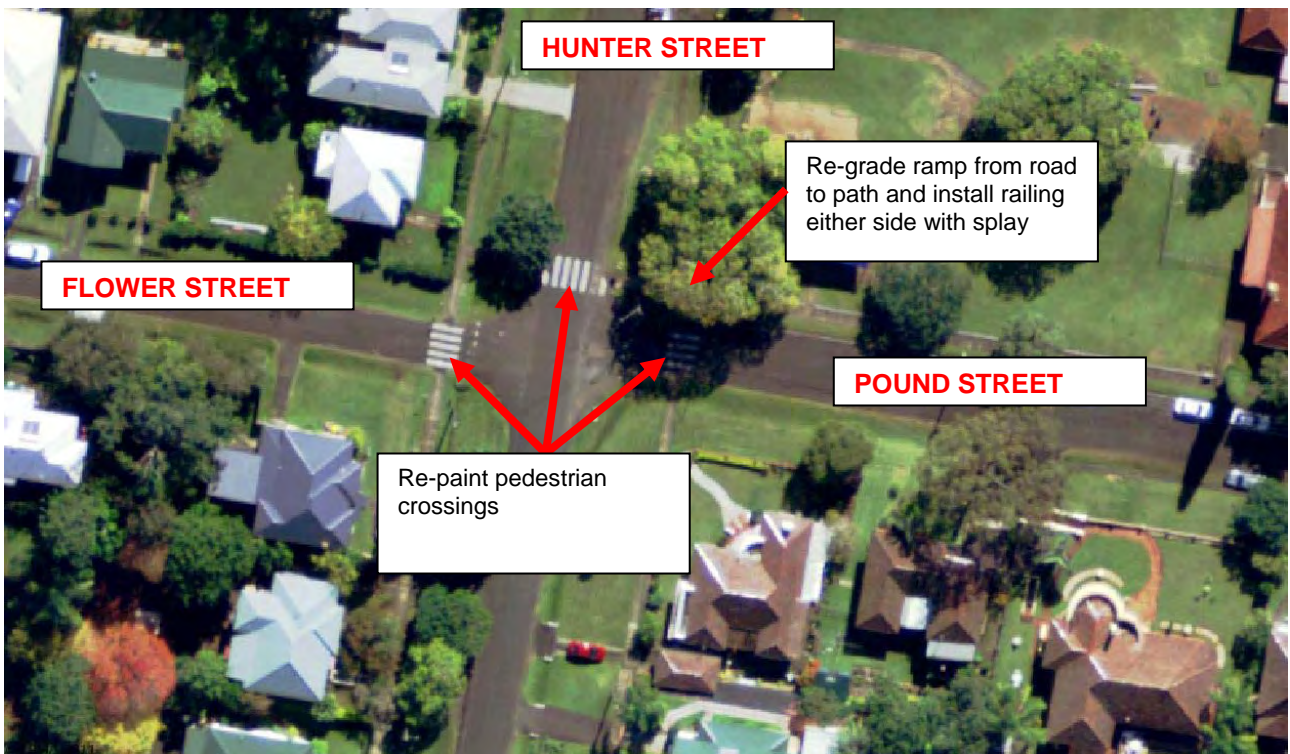 HUNTER STREET
Re-grade ramp from road
to path and install railing
either side with splay
FLOWER STREET
POUND STREET
Re-paint pedestrian
crossings